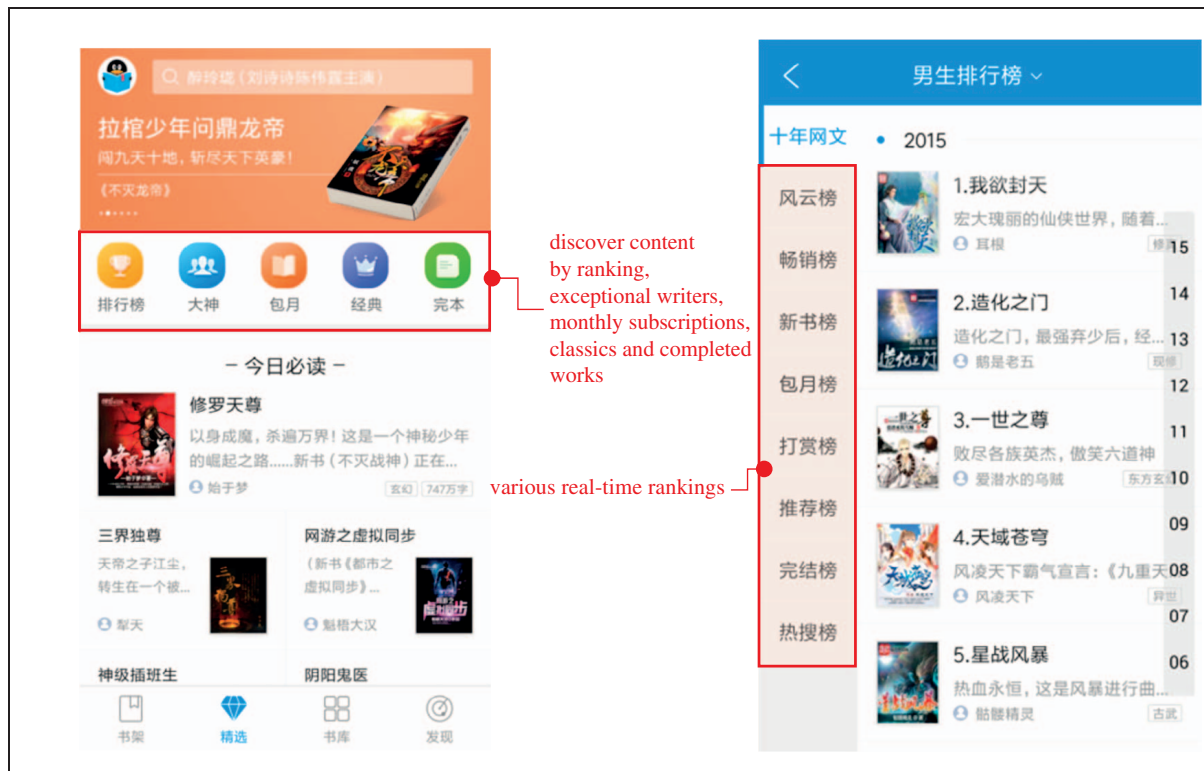 醉玲珑(刘诗诗陈伟霆主演)
拉棺少年问鼎龙帝
闯九天十地，斩尽天下英豪！
《不灭龙帝》
排行榜
大神
包月
经典
完本
discover content
by ranking,
exceptional writers,
monthly subscriptions,
classics and completed
works
– 今日必读 –
修罗天尊
以身成魔，杀遍万界！这是一个神秘少年
的崛起之路......新书《不灭战神》正在...
始于梦
玄幻
747万字
三界独尊
天帝之子江尘，
转生在一个被...
犁天
网游之虚拟同步
（新书《都市之
虚拟同步》...
魁梧大汉
神级插班生
阴阳鬼医
书架
精选
书库
发现
various real-time rankings
男生排行榜
十年网文
风云榜
畅销榜
新书榜
包月榜
打赏榜
推荐榜
完结榜
热搜榜
2015
1.我欲封天
宏大瑰丽的仙侠世界，随着...
耳根
2.造化之门
造化之门，最强弃少后，经...
鹅是老五
现修
3.一世之尊
败尽各族英杰，傲笑六道神
爱潜水的乌贼
东方玄
4.天域苍穹
风凌天下霸气宣言：《九重天
风凌天下
异世
5.星战风暴
热血永恒，这是风暴进行曲...
骷髅精灵
古武
15
14
13
12
11
10
09
08
07
06